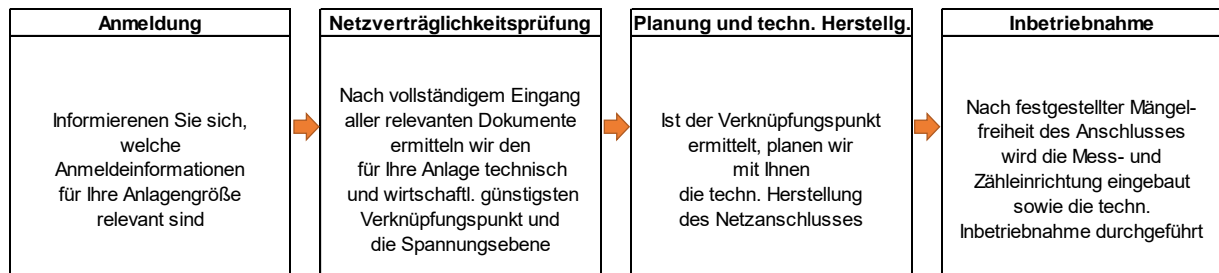 Anmeldung
Informierenen Sie sich,
welche
Anmeldeinformationen
für Ihre Anlagengröße
relevant sind
Netzverträglichkeitsprüfung
Nach vollständigem Eingang
aller relevanten Dokumente
ermitteln wir den
für Ihre Anlage technisch
und wirtschaftl. günstigsten
Verknüpfungspunkt und
die Spannungsebene
Planung und techn. Herstellg.
Ist der Verknüpfungspunkt
ermittelt, planen wir
mit Ihnen
die techn. Herstellung
des Netzanschlusses
Inbetriebnahme
Nach festgestellter Mängel-
freiheit des Anschlusses
wird die Mess- und
Zähleinrichtung eingebaut
sowie die techn.
Inbetriebnahme durchgeführt